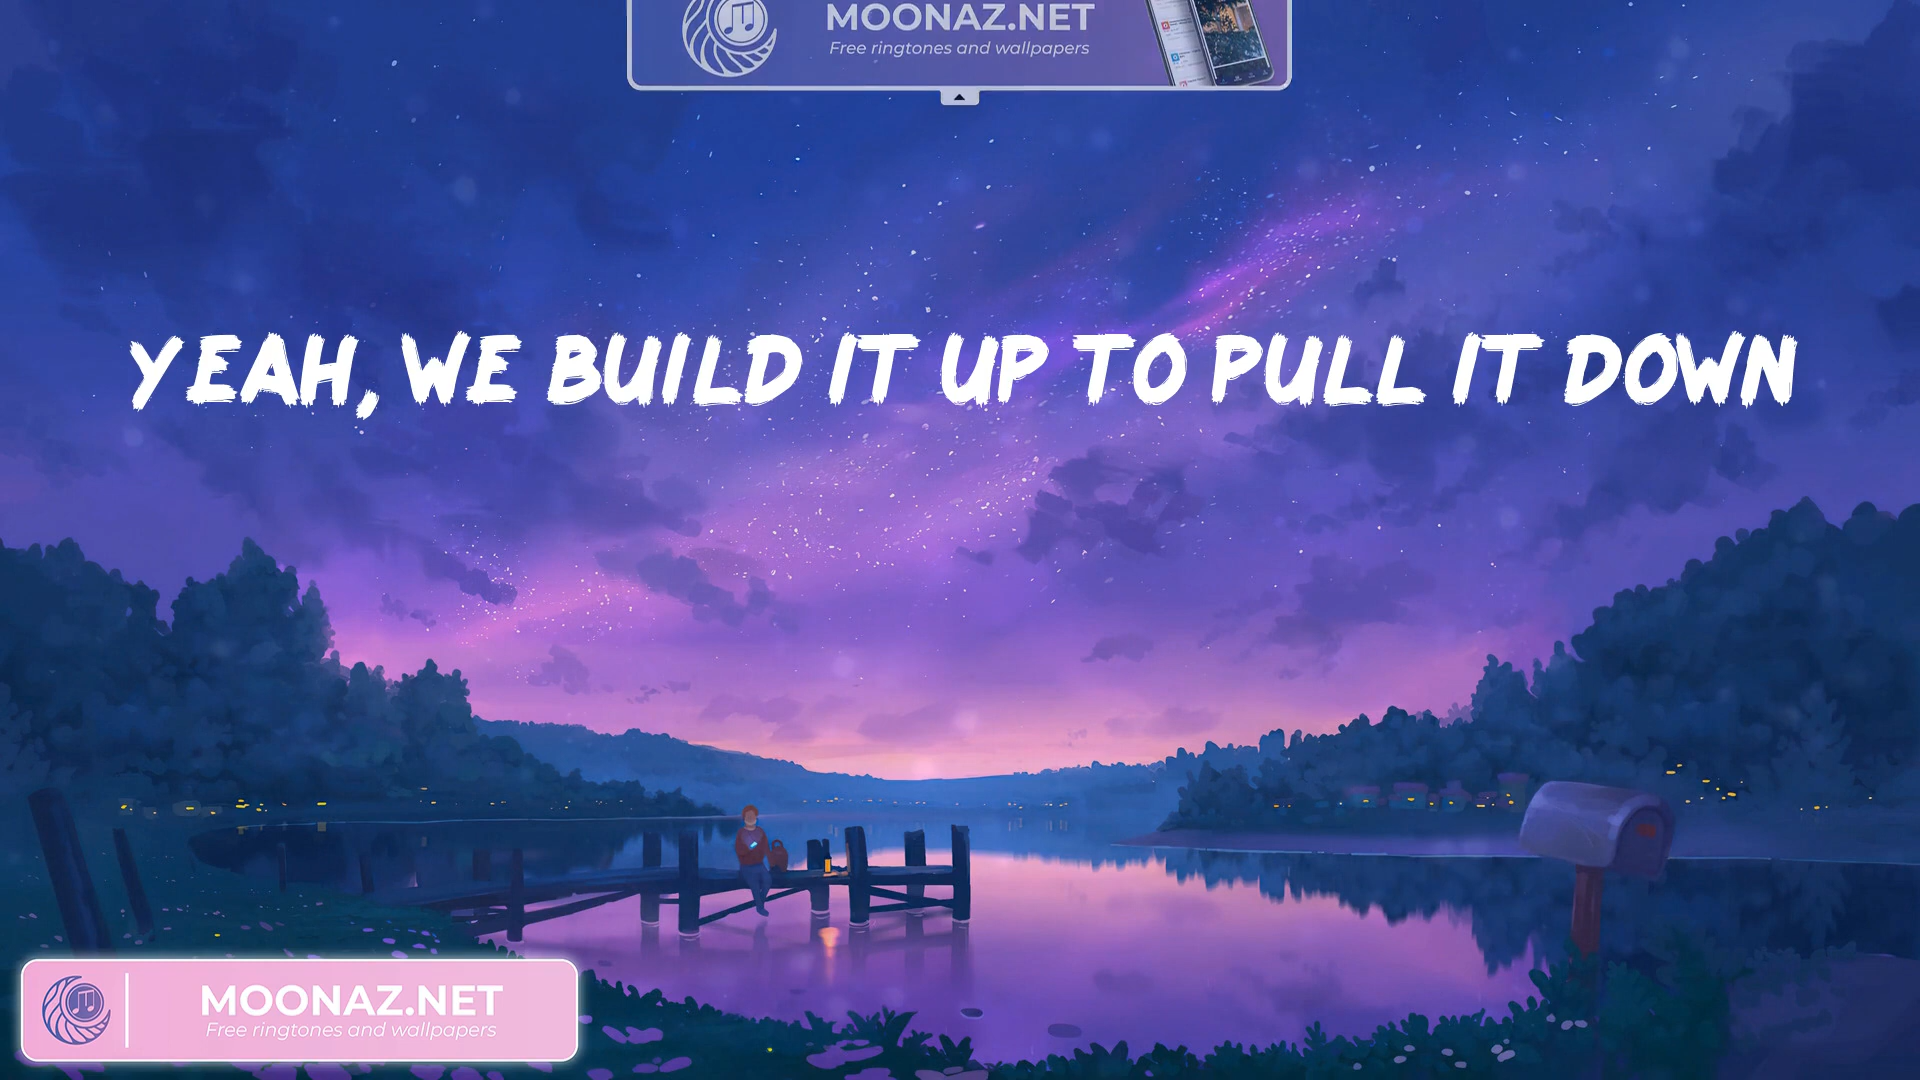 MOONAZ.NET
Free ringtones and wallpapers
YEAH, WE BUILD IT UP TO PULL IT DOWN
MOONAZ.NET
Free ringtones and wallpapers